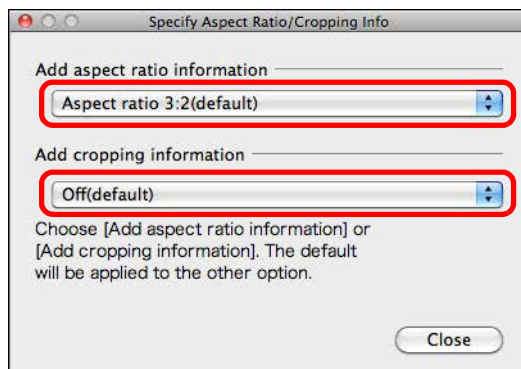 Specify Aspect Ratio/Cropping Info
Add aspect ratio information
Aspect ratio 3:2(default)
Add cropping information
Off(default)
Choose [Add aspect ratio information] or
[Add cropping information]. The default
will be applied to the other option.
Close